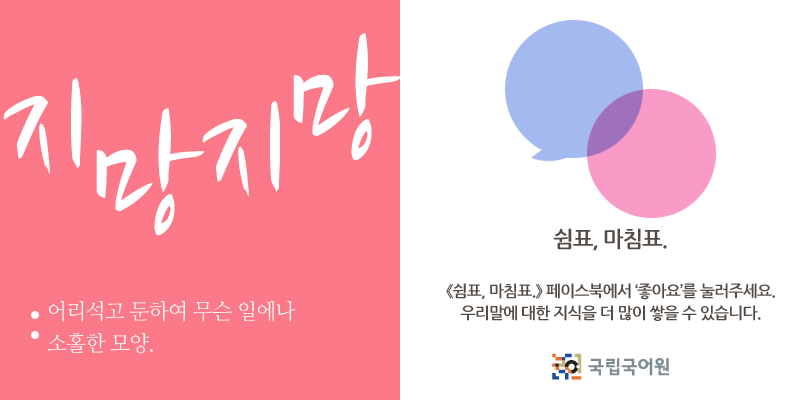 지망지망
어리석고 둔하여 무슨 일에나
소홀한 모양.
쉼표, 마침표.
《쉼표, 마침표.》 페이스북에서 ‘좋아요’를 눌러주세요.
우리말에 대한 지식을 더 많이 쌓을 수 있습니다.
국립국어원